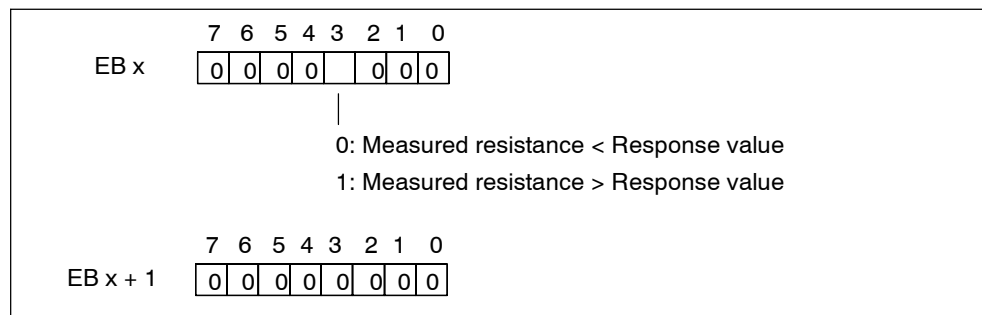 7 6 5 4 3 2 1 0
EB x 0 0 0 0 0 0 0
0: Measured resistance < Response value
1: Measured resistance > Response value
7 6 5 4 3 2 1 0
EB x + 1 0 0 0 0 0 0 0 0